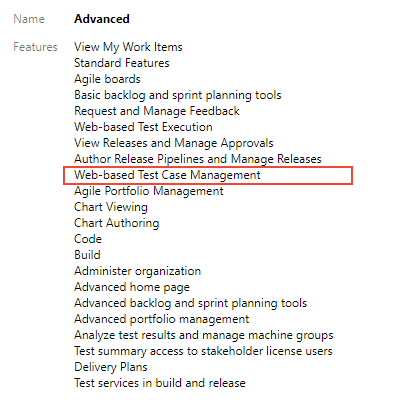 Name Advanced
Features View My Work Items
Standard Features
Agile boards
Basic backlog and sprint planning tools
Request and Manage Feedback
Web-based Test Execution
View Releases and Manage Approvals
Author Release Pipelines and Manage Releases
Web-based Test Case Management
Agile Portfolio Management
Chart Viewing
Chart Authoring
Code
Build
Administer organization
Advanced home page
Advanced backlog and sprint planning tools
Advanced portfolio management
Analyze test results and manage machine groups
Test summary access to stakeholder license users
Delivery Plans
Test services in build and release